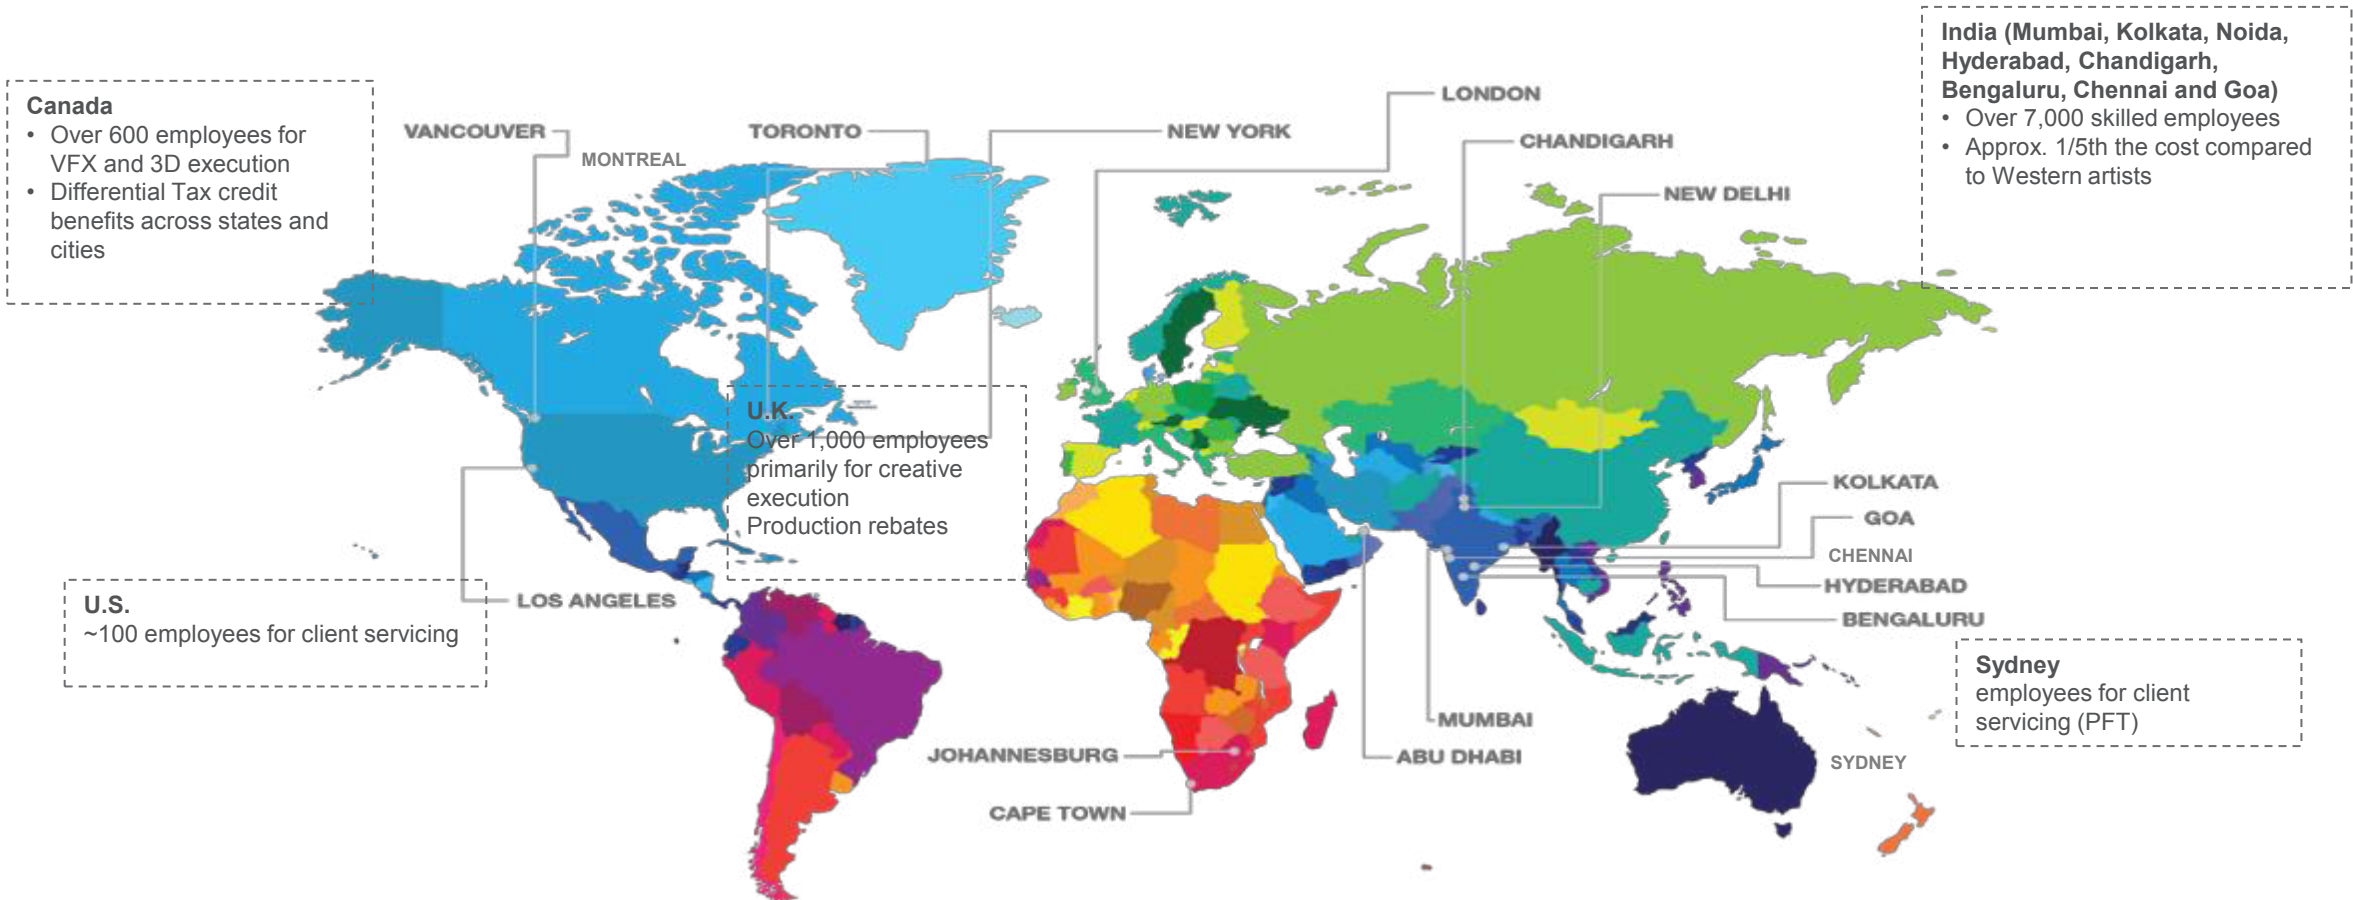 India (Mumbai, Kolkata, Noida,
Hyderabad, Chandigarh,
Bengaluru, Chennai and Goa)
• Over 7,000 skilled employees
• Approx. 1/5th the cost compared
to Western artists
Canada
• Over 600 employees for
VFX and 3D execution
• Differential Tax credit
benefits across states and
cities
VANCOUVER
MONTREAL
TORONTO
NEW YORK
LONDON
CHANDIGARH
NEW DELHI
U.K.
Over 1,000 employees
primarily for creative
execution
Production rebates
KOLKATA
GOA
CHENNAI
HYDERABAD
BENGALURU
U.S.
~100 employees for client servicing
LOS ANGELES
Sydney
employees for client
servicing (PFT)
MUMBAI
ABU DHABI
JOHANNESBURG
CAPE TOWN
SYDNEY